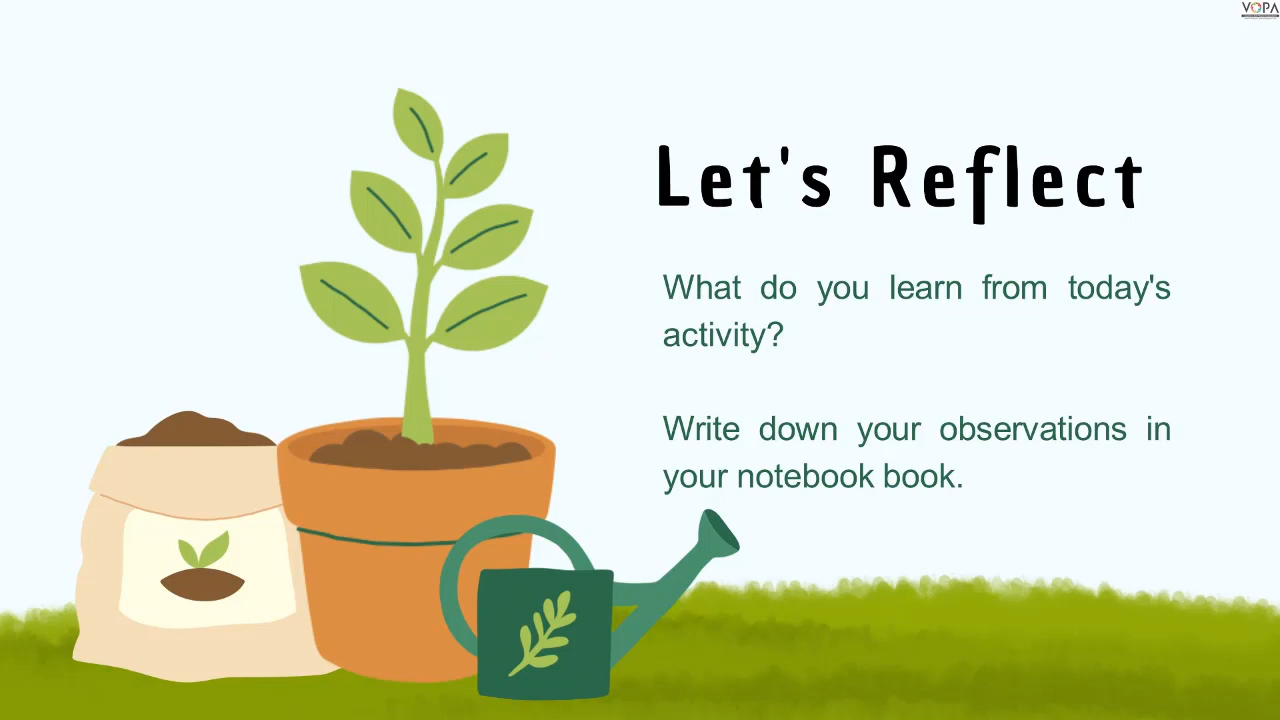 VOPA
Let's Reflect
What do you learn from today's
activity?
Write down your observations in
your notebook book.